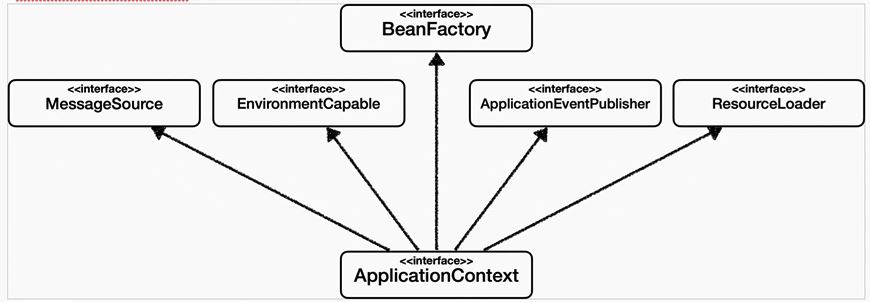 <<interface>>
BeanFactory
<<interface>>
MessageSource
<<interface>>
EnvironmentCapable
<<interface>>
ApplicationEventPublisher
<<interface>>
ResourceLoader
<<interface>>
ApplicationContext